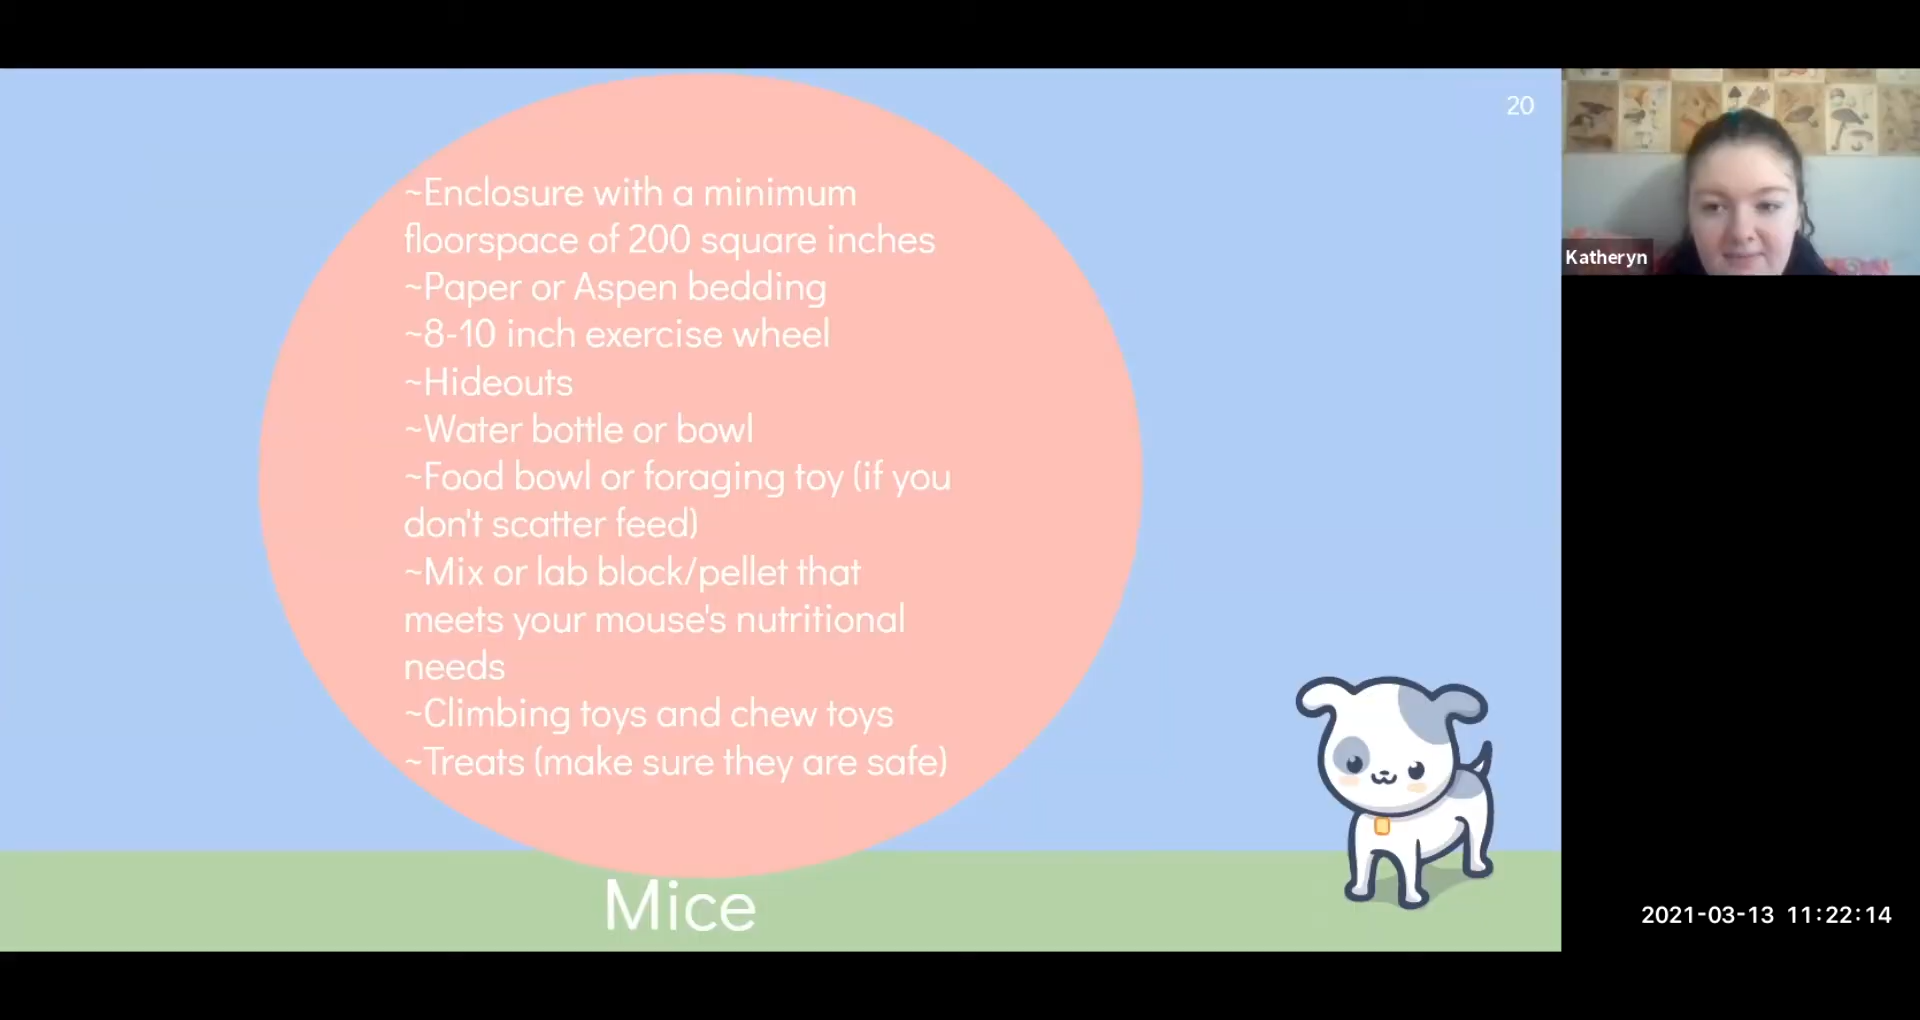 20
~Enclosure with a minimum
floorspace of 200 square inches
~Paper or Aspen bedding
~8-10 inch exercise wheel
~Hideouts
~Water bottle or bowl
~Food bowl or foraging toy (if you
don't scatter feed)
~Mix or lab block/pellet that
meets your mouse's nutritional
needs
~Climbing toys and chew toys
~Treats (make sure they are safe)
Mice
Katheryn
2021-03-13 11:22:14